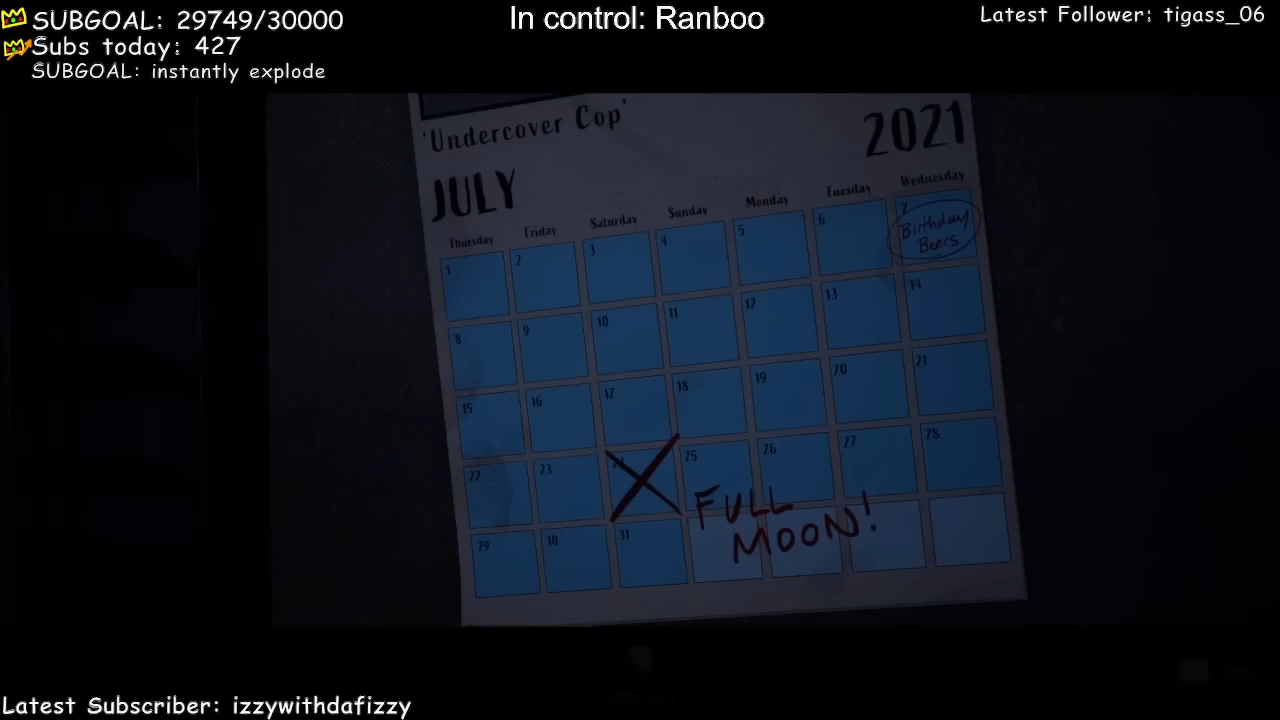 SUBGOAL: 29749/30000
Subs today: 427
SUBGOAL: instantly explode
In control: Ranboo
Latest Follower: tigass_06
'Undercover Cop'
JULY
2021
Thursday Friday Saturday Sunday Monday Tuesday Wednesday
1 2 3 4 5 6 7
Birthday
Beers
8 9 10 11 12 13 14
15 16 17 18 19 20 21
22 23 25 26 27 28
FULL
MOON!
29 30 31
Latest Subscriber: izzywithdafizzy